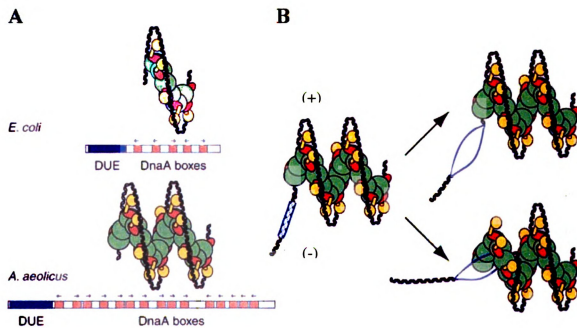 A
B
E. coli
DUE
DnaA boxes
A. aeolicus
DUE
DnaA boxes
(+)
(-)